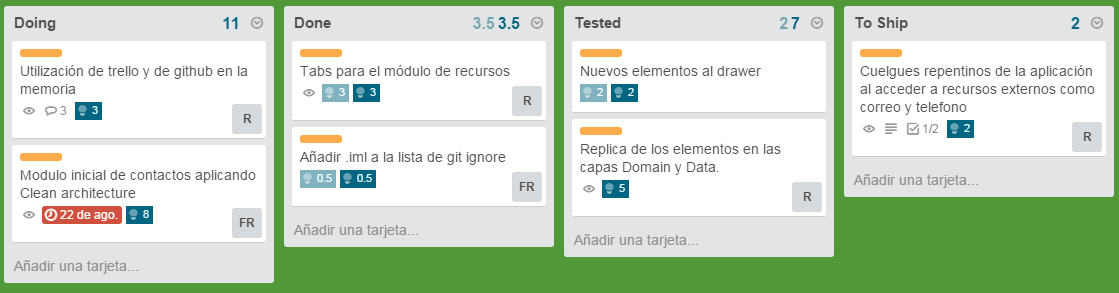 Doing 11
Utilización de trello y de github en la
memoria
3 3
R
Modulo inicial de contactos aplicando
Clean architecture
22 de ago. 8
FR
Añadir una tarjeta...
Done 3.5 3.5
Tabs para el módulo de recursos
3 3
R
Añadir .iml a la lista de git ignore
0.5 0.5
FR
Añadir una tarjeta...
Tested 2 7
Nuevos elementos al drawer
2 2
Replica de los elementos en las
capas Domain y Data.
5
R
Añadir una tarjeta...
To Ship 2
Cuelgues repentinos de la aplicación
al acceder a recursos externos como
correo y telefono
1/2 2
R
Añadir una tarjeta...